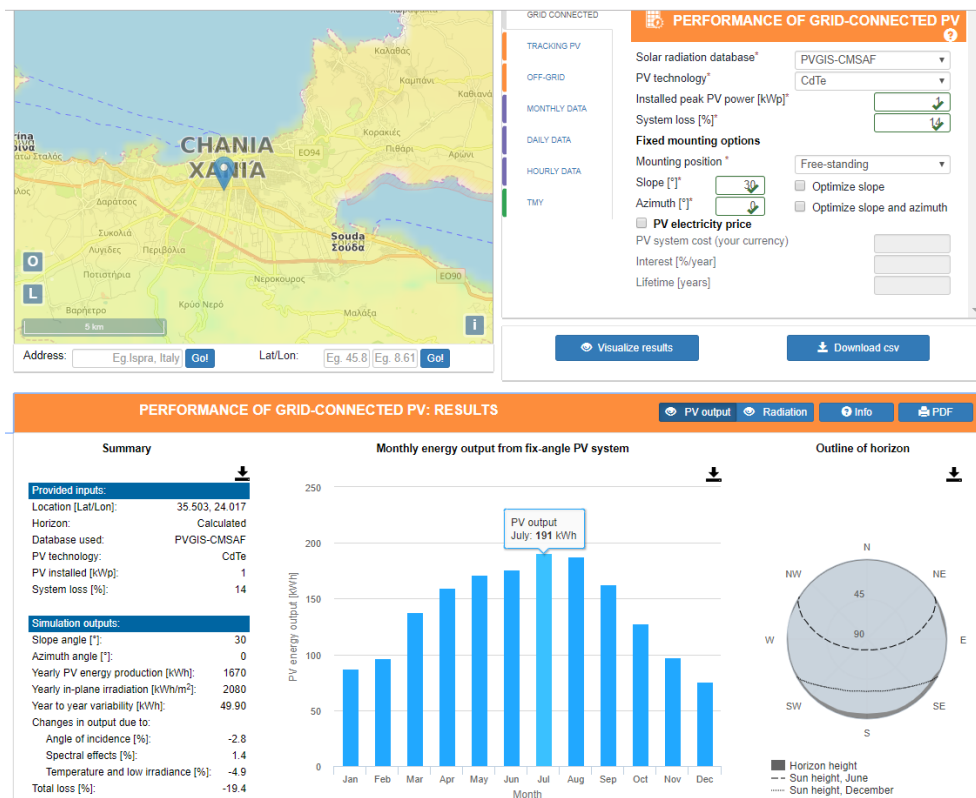 Καλαθάς
Καμπάνι
Καθιανά
Κορακιές
Πιθάρι
Αρώνι
CHANIA
ΧΑΝΙΆ
EO94
Δαράτσος
Συκολιά
Λυγίδες
Περιβόλια
Souda
Σούδα
O
Ποτιστήρια
Νεροκουρος
EO90
L
Βαρήπετρο
Κρύο Νερό
Μαλάξα
5 km
i
Address:
Eg.Ispra, Italy
Go!
Lat/Lon:
Eg. 45.8
Eg. 8.61
Go!
GRID CONNECTED
TRACKING PV
OFF-GRID
MONTHLY DATA
DAILY DATA
HOURLY DATA
TMY
PERFORMANCE OF GRID-CONNECTED PV
?
Solar radiation database*
PVGIS-CMSAF
PV technology*
CdTe
Installed peak PV power [kWp]*
1
System loss [%]*
14
Fixed mounting options
Mounting position *
Free-standing
Slope [°]*
30
Optimize slope
Azimuth [°]*
0
Optimize slope and azimuth
PV electricity price
PV system cost (your currency)
Interest [%/year]
Lifetime [years]
Visualize results
Download csv
PERFORMANCE OF GRID-CONNECTED PV: RESULTS
PV output
Radiation
Info
PDF
Summary
Provided inputs:
Location [Lat/Lon]: 35.503, 24.017
Horizon: Calculated
Database used: PVGIS-CMSAF
PV technology: CdTe
PV installed [kWp]: 1
System loss [%]: 14
Simulation outputs:
Slope angle [°]: 30
Azimuth angle [°]: 0
Yearly PV energy production [kWh]: 1670
Yearly in-plane irradiation [kWh/m²]: 2080
Year to year variability [kWh]: 49.90
Changes in output due to:
Angle of incidence [%]: -2.8
Spectral effects [%]: 1.4
Temperature and low irradiance [%]: -4.9
Total loss [%]: -19.4
Monthly energy output from fix-angle PV system
250
200
150
100
50
0
PV energy output [kWh]
PV output
July: 191 kWh
Jan Feb Mar Apr May Jun Jul Aug Sep Oct Nov Dec
Month
Outline of horizon
N
NW
NE
45
W
90
E
SW
SE
S
Horizon height
Sun height, June
Sun height, December